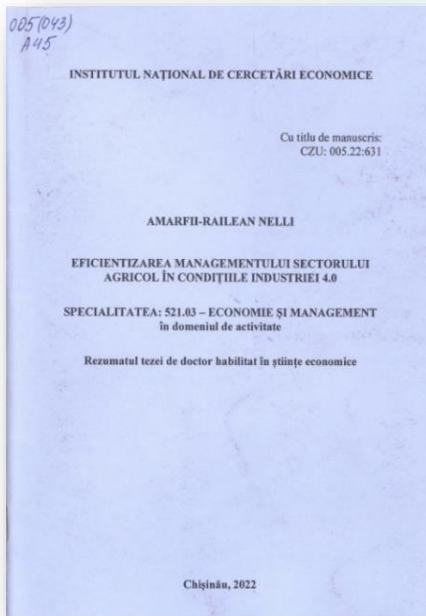 005(043)
A45
INSTITUTUL NAȚIONAL DE CERCETĂRI ECONOMICE
Cu titlu de manuscris:
CZU: 005.22:631
AMARFII-RAILEAN NELLI
EFICIENTIZAREA MANAGEMENTULUI SECTORULUI
AGRICOL ÎN CONDIȚIILE INDUSTRIEI 4.0
SPECIALITATEA: 521.03 – ECONOMIE ȘI MANAGEMENT
în domeniul de activitate
Rezumatul tezei de doctor habilitat în științe economice
Chișinău, 2022